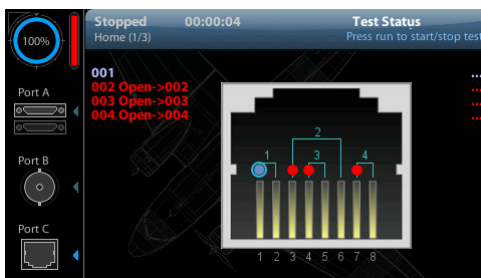 Stopped 00:00:04 Test Status
Home (1/3) Press run to start/stop test
100%
001 ...
002 Open->002 ...
003 Open->003 ...
004 Open->004 ...
Port A
Port B
Port C
2
1 3 4
1 2 3 4 5 6 7 8